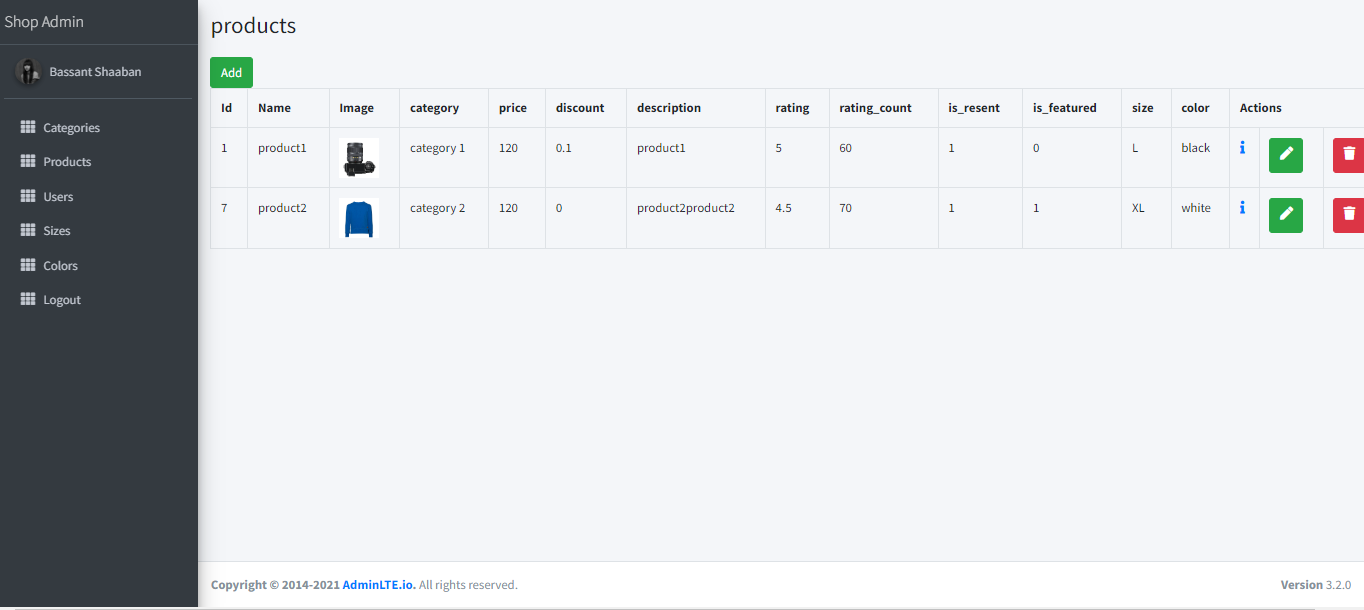 Shop Admin
Bassant Shaaban
Categories
Products
Users
Sizes
Colors
Logout
products
Add
Id Name Image category price discount description rating rating_count is_resent is_featured size color Actions
1 product1 category 1 120 0.1 product1 5 60 1 0 L black
7 product2 category 2 120 0 product2product2 4.5 70 1 1 XL white
Copyright © 2014-2021 AdminLTE.io. All rights reserved.
Version 3.2.0